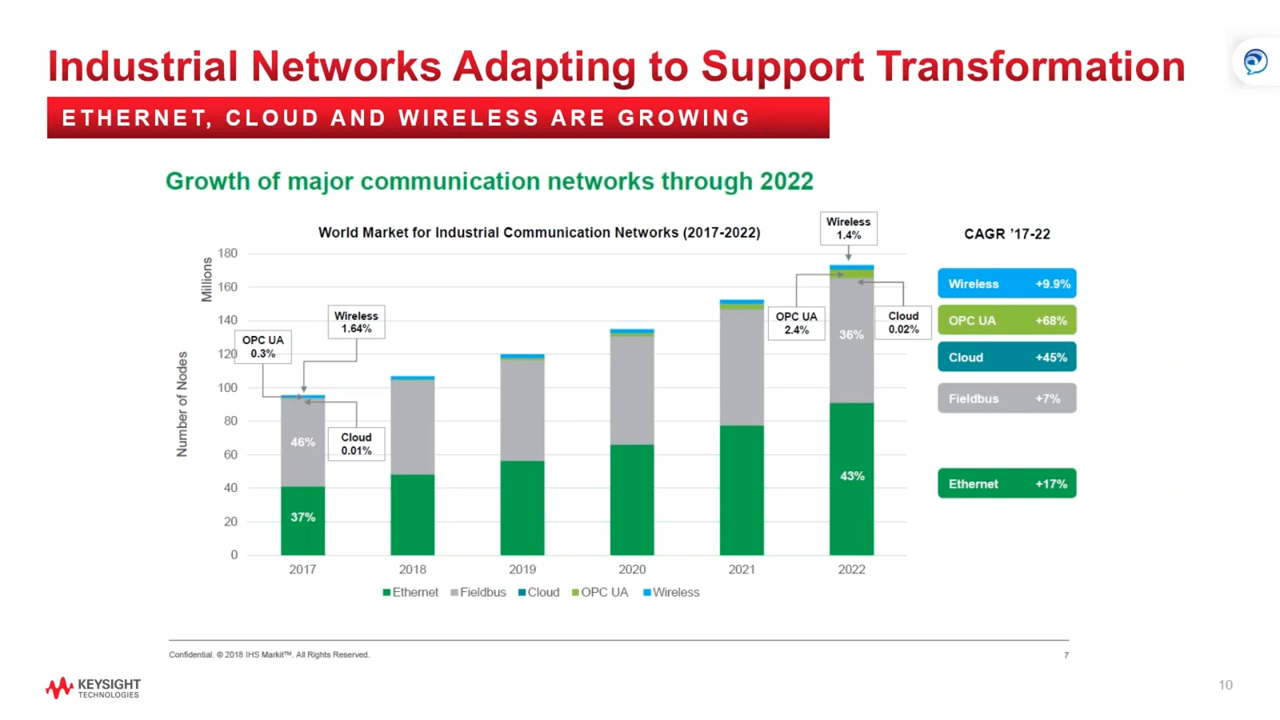 Industrial Networks Adapting to Support Transformation
ETHERNET, CLOUD AND WIRELESS ARE GROWING
Growth of major communication networks through 2022
World Market for Industrial Communication Networks (2017-2022)
Wireless
1.4%
CAGR ’17-22
Millions
Number of Nodes
180
160
140
120
100
80
60
40
20
0
OPC UA
0.3%
Wireless
1.64%
Cloud
0.01%
46%
37%
OPC UA
2.4%
Cloud
0.02%
36%
43%
Wireless +9.9%
OPC UA +68%
Cloud +45%
Fieldbus +7%
Ethernet +17%
2017 2018 2019 2020 2021 2022
Ethernet Fieldbus Cloud OPC UA Wireless
Confidential. © 2018 IHS Markit™. All Rights Reserved. 7
KEYSIGHT
TECHNOLOGIES
10